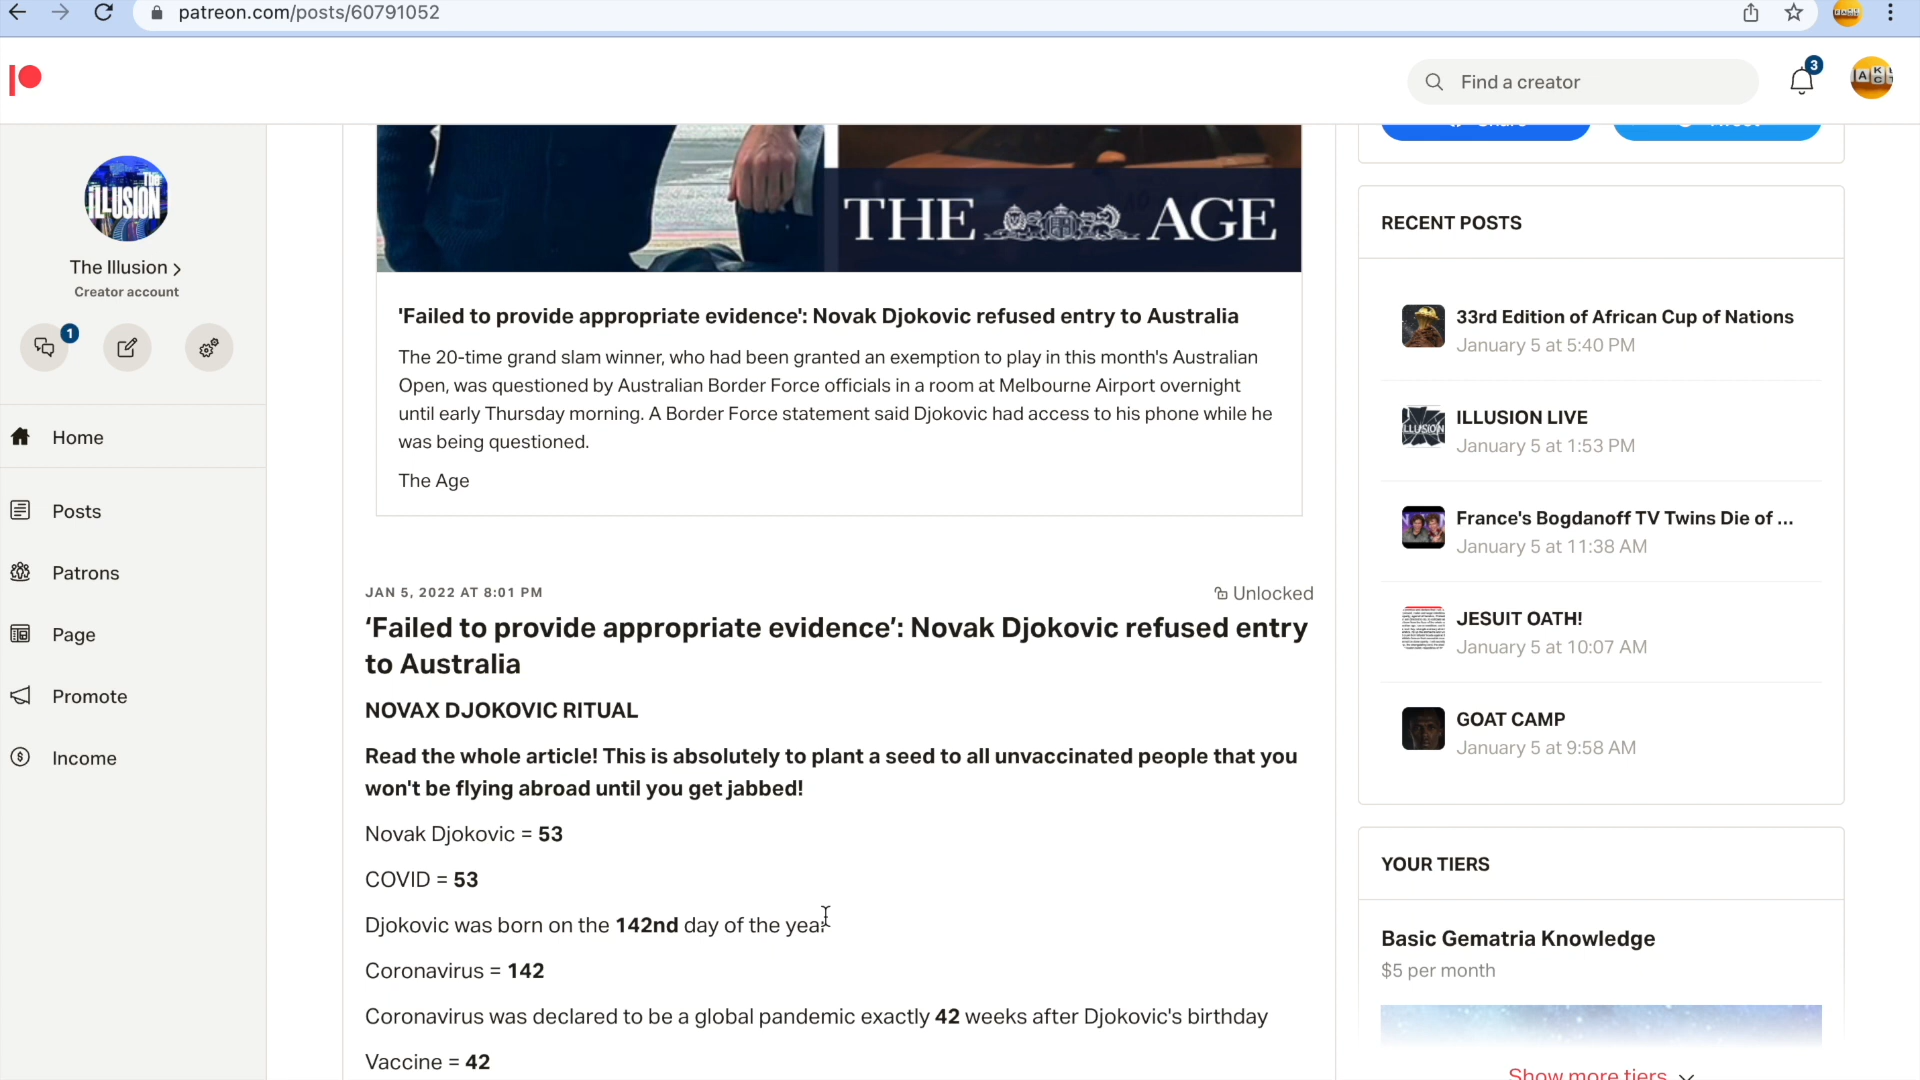 patreon.com/posts/60791052
Find a creator
3
The ILLUSION
The Illusion
Creator account
1
Home
Posts
Patrons
Page
Promote
Income
THE AGE
'Failed to provide appropriate evidence': Novak Djokovic refused entry to Australia
The 20-time grand slam winner, who had been granted an exemption to play in this month's Australian
Open, was questioned by Australian Border Force officials in a room at Melbourne Airport overnight
until early Thursday morning. A Border Force statement said Djokovic had access to his phone while he
was being questioned.
The Age
JAN 5, 2022 AT 8:01 PM
Unlocked
‘Failed to provide appropriate evidence’: Novak Djokovic refused entry
to Australia
NOVAX DJOKOVIC RITUAL
Read the whole article! This is absolutely to plant a seed to all unvaccinated people that you
won't be flying abroad until you get jabbed!
Novak Djokovic = 53
COVID = 53
Djokovic was born on the 142nd day of the year
Coronavirus = 142
Coronavirus was declared to be a global pandemic exactly 42 weeks after Djokovic's birthday
Vaccine = 42
Share
Tweet
RECENT POSTS
33rd Edition of African Cup of Nations
January 5 at 5:40 PM
ILLUSION
ILLUSION LIVE
January 5 at 1:53 PM
France's Bogdanoff TV Twins Die of ...
January 5 at 11:38 AM
JESUIT OATH!
January 5 at 10:07 AM
GOAT CAMP
January 5 at 9:58 AM
YOUR TIERS
Basic Gematria Knowledge
$5 per month
Show more tiers